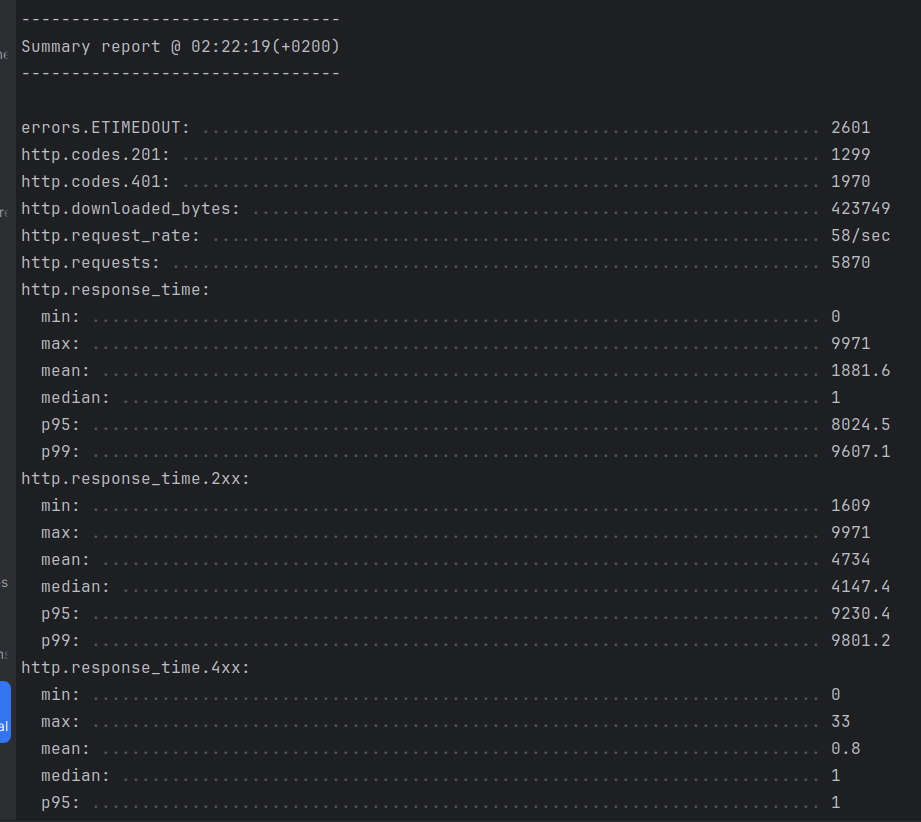 --------------------------------
Summary report @ 02:22:19(+0200)
--------------------------------
errors.ETIMEDOUT: .............................................................. 2601
http.codes.201: ................................................................ 1299
http.codes.401: ................................................................ 1970
http.downloaded_bytes: ......................................................... 423749
http.request_rate: ............................................................. 58/sec
http.requests: ................................................................. 5870
http.response_time:
  min: ......................................................................... 0
  max: ......................................................................... 9971
  mean: ........................................................................ 1881.6
  median: ...................................................................... 1
  p95: ......................................................................... 8024.5
  p99: ......................................................................... 9607.1
http.response_time.2xx:
  min: ......................................................................... 1609
  max: ......................................................................... 9971
  mean: ........................................................................ 4734
  median: ...................................................................... 4147.4
  p95: ......................................................................... 9230.4
  p99: ......................................................................... 9801.2
http.response_time.4xx:
  min: ......................................................................... 0
  max: ......................................................................... 33
  mean: ........................................................................ 0.8
  median: ...................................................................... 1
  p95: ......................................................................... 1